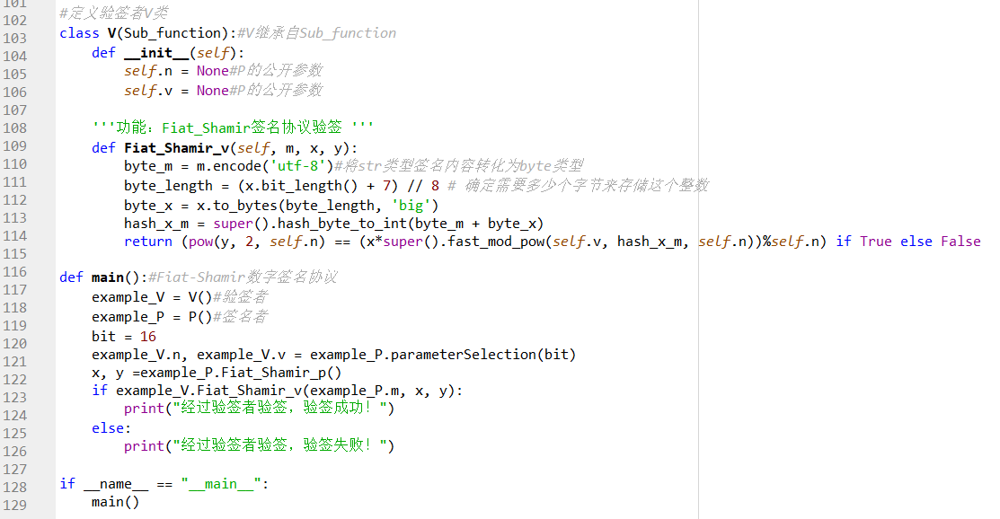 101
102 #定义验签者V类
103 class V(Sub_function):#V继承自Sub_function
104     def __init__(self):
105         self.n = None#P的公开参数
106         self.v = None#P的公开参数
107
108     '''功能：Fiat_Shamir签名协议验签 '''
109     def Fiat_Shamir_v(self, m, x, y):
110         byte_m = m.encode('utf-8')#将str类型签名内容转化为byte类型
111         byte_length = (x.bit_length() + 7) // 8 # 确定需要多少个字节来存储这个整数
112         byte_x = x.to_bytes(byte_length, 'big')
113         hash_x_m = super().hash_byte_to_int(byte_m + byte_x)
114         return (pow(y, 2, self.n) == (x*super().fast_mod_pow(self.v, hash_x_m, self.n))%self.n) if True else False
115
116 def main():#Fiat-Shamir数字签名协议
117     example_V = V()#验签者
118     example_P = P()#签名者
119     bit = 16
120     example_V.n, example_V.v = example_P.parameterSelection(bit)
121     x, y =example_P.Fiat_Shamir_p()
122     if example_V.Fiat_Shamir_v(example_P.m, x, y):
123         print("经过验签者验签，验签成功！")
124     else:
125         print("经过验签者验签，验签失败！")
126
127 if __name__ == "__main__":
128     main()
129